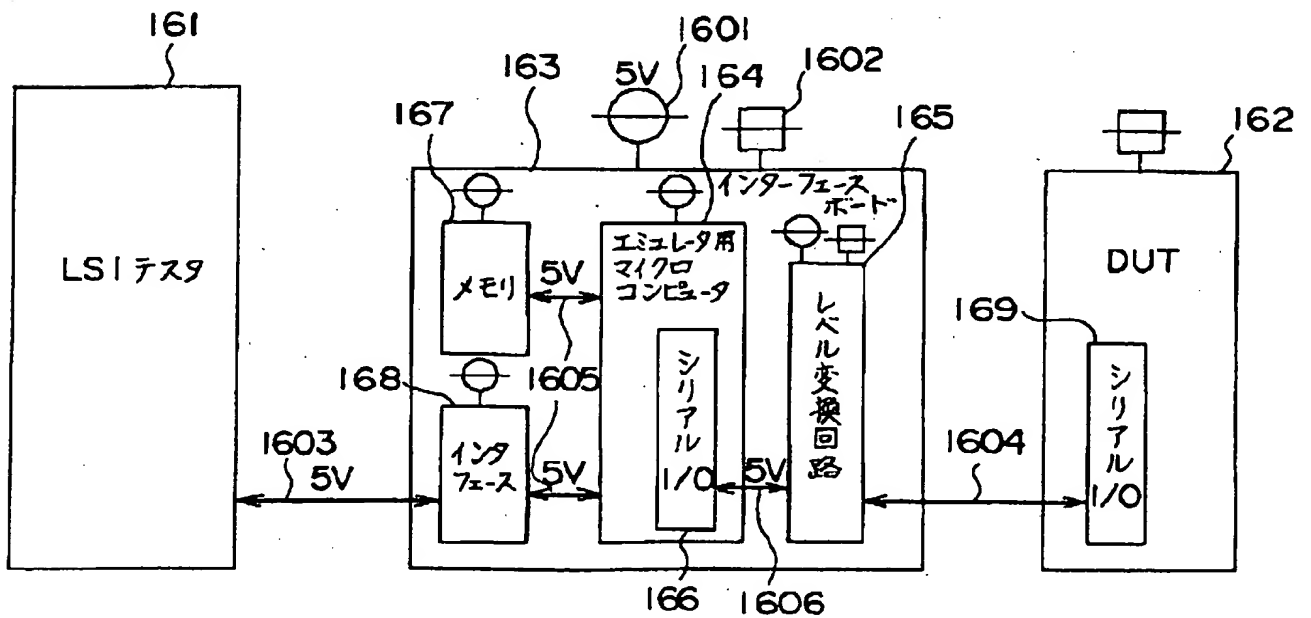 161
163
1601
5V
164
1602
165
162
167
インターフェース
ボード
LSIテスタ
メモリ
5V
エミュレータ用
マイクロ
コンピュータ
DUT
169
レベル変換回路
シリアル
I/O
168
1605
シリアル
I/O
1603
5V
インタ
フェース
5V
5V
1604
166
1606